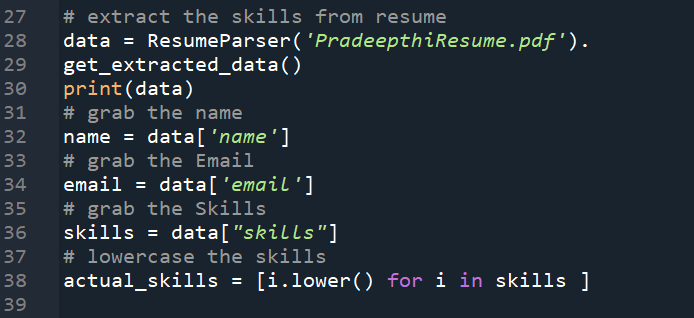 27 # extract the skills from resume
28 data = ResumeParser('PradeepthiResume.pdf').
29 get_extracted_data()
30 print(data)
31 # grab the name
32 name = data['name']
33 # grab the Email
34 email = data['email']
35 # grab the Skills
36 skills = data["skills"]
37 # lowercase the skills
38 actual_skills = [i.lower() for i in skills ]
39